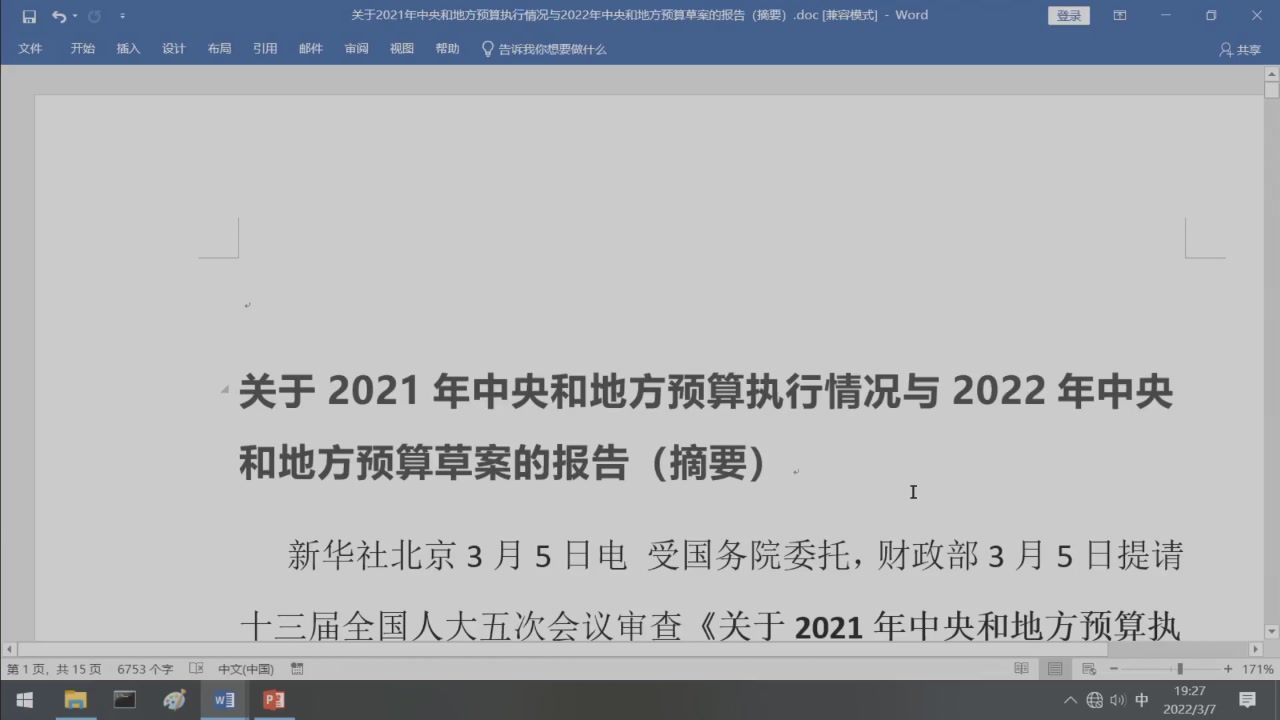 关于2021年中央和地方预算执行情况与2022年中央和地方预算草案的报告（摘要）.doc [兼容模式] - Word
登录
文件 开始 插入 设计 布局 引用 邮件 审阅 视图 帮助 告诉我你想要做什么 共享
关于 2021 年中央和地方预算执行情况与 2022 年中央
和地方预算草案的报告（摘要）
新华社北京 3 月 5 日电 受国务院委托，财政部 3 月 5 日提请
十三届全国人大五次会议审查《关于 2021 年中央和地方预算执
第 1 页，共 15 页 6753 个字 中文(中国) 171%
中 19:27
2022/3/7